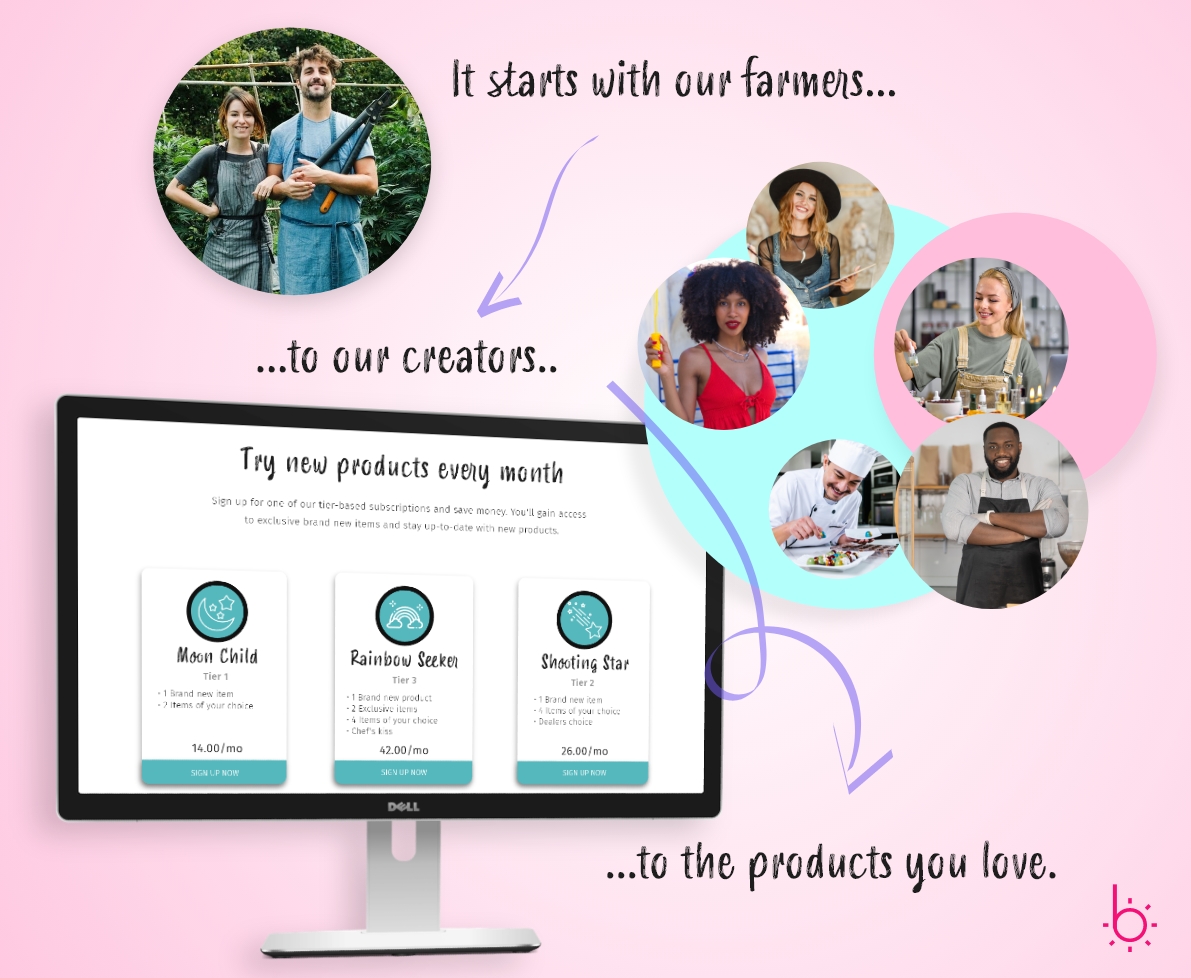 It starts with our farmers...
...to our creators..
Try new products every month
Sign up for one of our tier-based subscriptions and save money. You'll gain access
to exclusive brand new items and stay up-to-date with new products.
Moon Child
Tier 1
- 1 Brand new item
- 2 Items of your choice
14.00/mo
SIGN UP NOW
Rainbow Seeker
Tier 3
- 1 Brand new product
- 2 Exclusive items
- 4 Items of your choice
- Chef's kiss
42.00/mo
SIGN UP NOW
Shooting Star
Tier 2
- 1 Brand new item
- 4 Items of your choice
- Dealers choice
26.00/mo
SIGN UP NOW
DELL
...to the products you love.
b